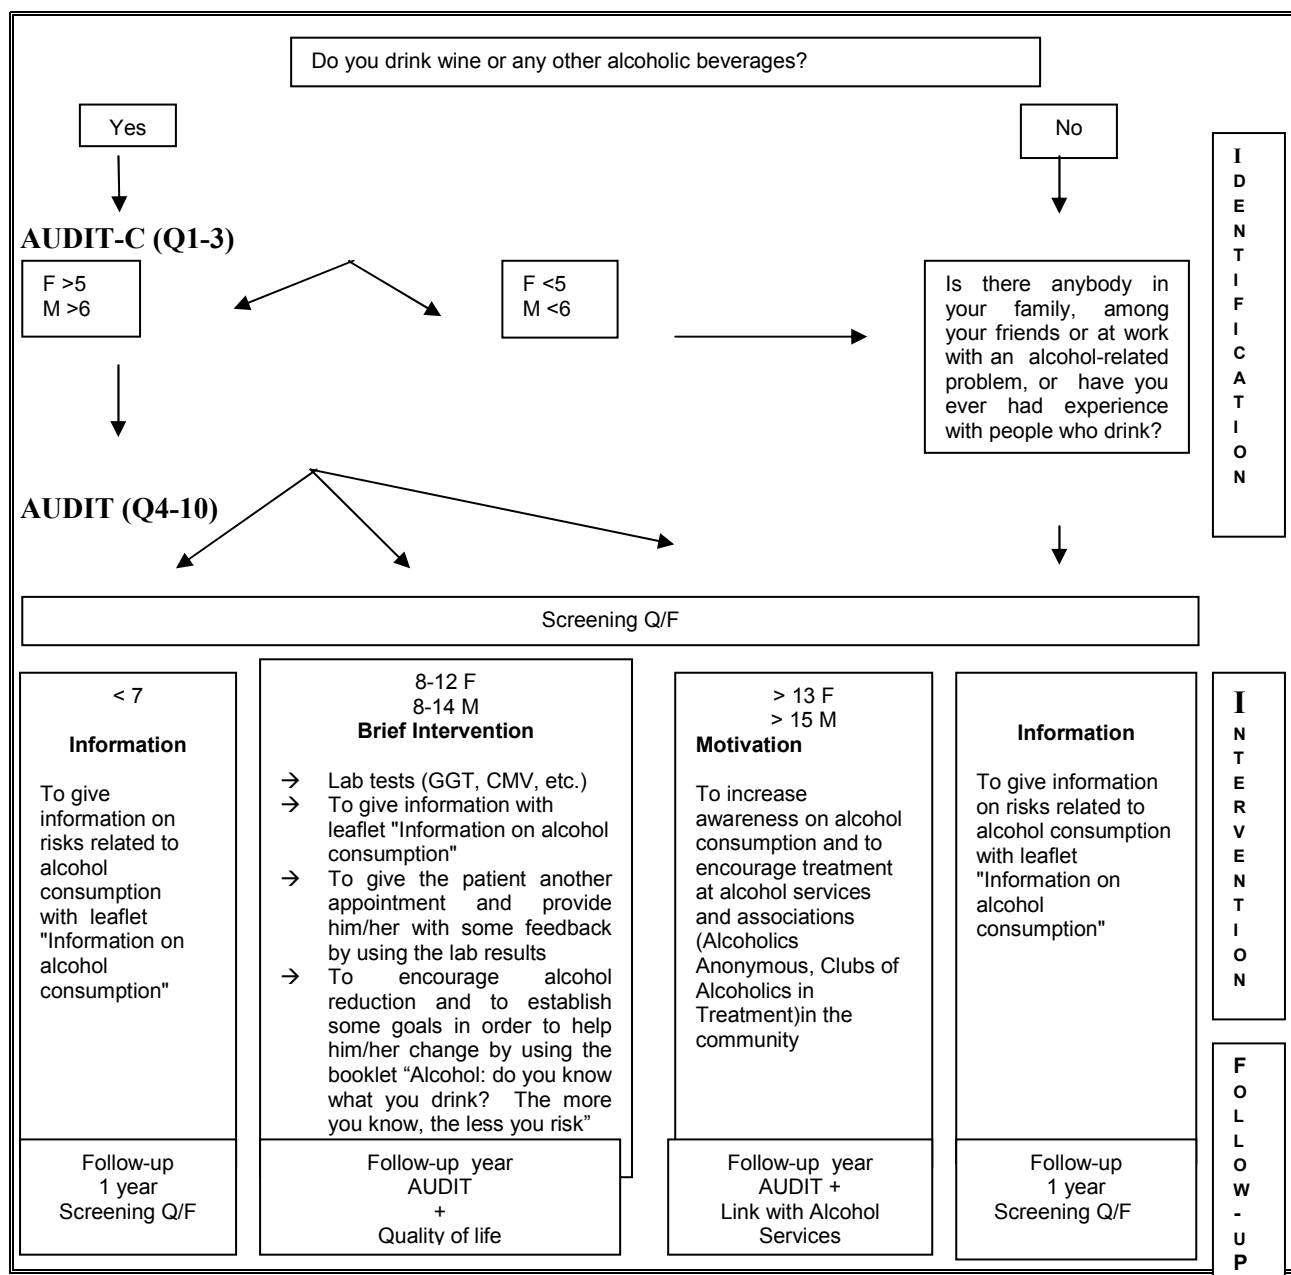 Do you drink wine or any other alcoholic beverages?
Yes
No
AUDIT-C (Q1-3)
F >5
M >6
F <5
M <6
Is there anybody in
your family, among
your friends or at work
with an alcohol-related
problem, or have you
ever had experience
with people who drink?
IDENTIFICATION
AUDIT (Q4-10)
Screening Q/F
< 7
Information
To give
information on
risks related to
alcohol
consumption
with leaflet
"Information on
alcohol
consumption"
8-12 F
8-14 M
Brief Intervention
→ Lab tests (GGT, CMV, etc.)
→ To give information with
leaflet "Information on alcohol
consumption"
→ To give the patient another
appointment and provide
him/her with some feedback
by using the lab results
→ To encourage alcohol
reduction and to establish
some goals in order to help
him/her change by using the
booklet “Alcohol: do you know
what you drink? The more
you know, the less you risk”
> 13 F
> 15 M
Motivation
To increase
awareness on alcohol
consumption and to
encourage treatment
at alcohol services
and associations
(Alcoholics
Anonymous, Clubs of
Alcoholics in
Treatment)in the
community
Information
To give information
on risks related to
alcohol consumption
with leaflet
"Information on
alcohol
consumption"
INTERVENTION
Follow-up
1 year
Screening Q/F
Follow-up year
AUDIT
+
Quality of life
Follow-up year
AUDIT +
Link with Alcohol
Services
Follow-up
1 year
Screening Q/F
FOLLOW-UP